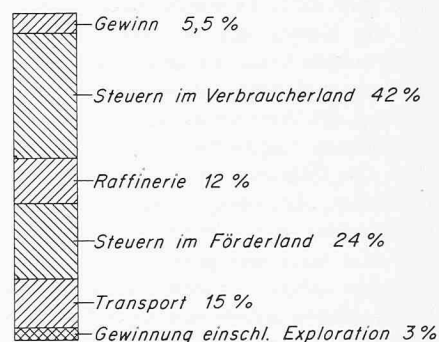 Gewinn 5,5 %
Steuern im Verbraucherland 42 %
Raffinerie 12 %
Steuern im Förderland 24 %
Transport 15 %
Gewinnung einschl. Exploration 3 %